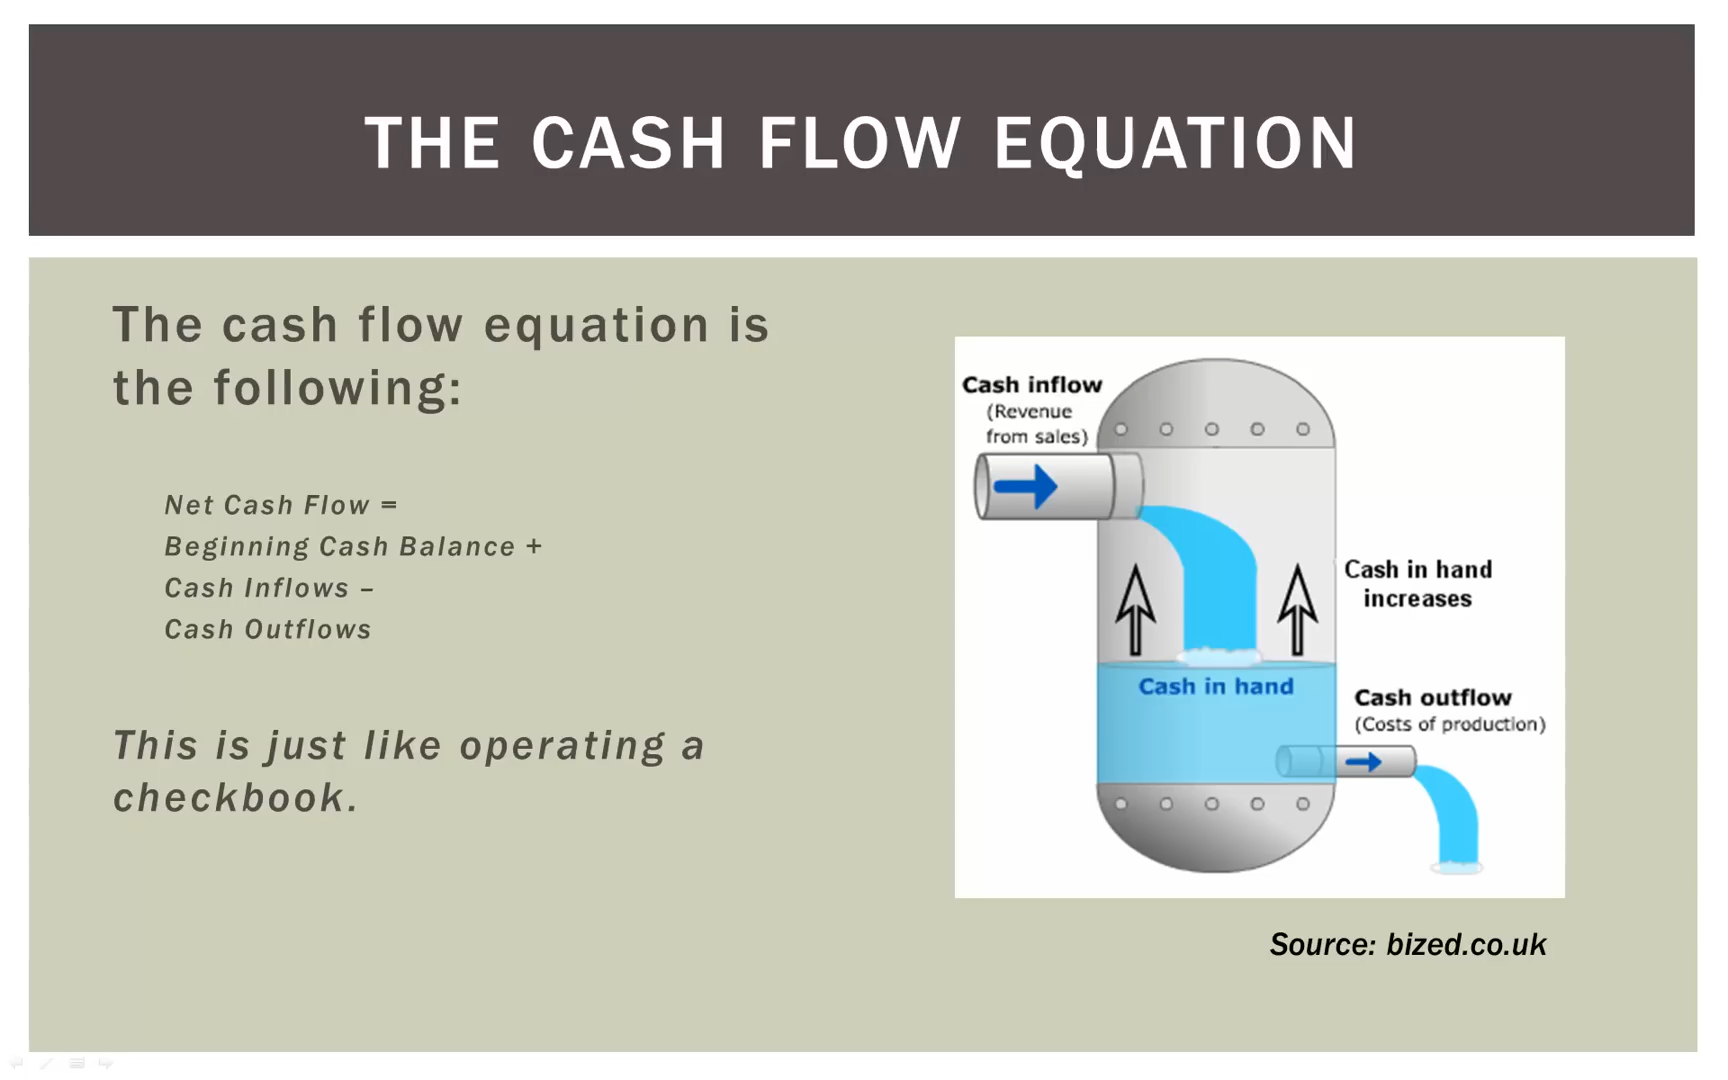 THE CASH FLOW EQUATION
The cash flow equation is
the following:
Net Cash Flow =
Beginning Cash Balance +
Cash Inflows –
Cash Outflows
This is just like operating a
checkbook.
Cash inflow
(Revenue
from sales)
Cash in hand
increases
Cash in hand
Cash outflow
(Costs of production)
Source: bized.co.uk